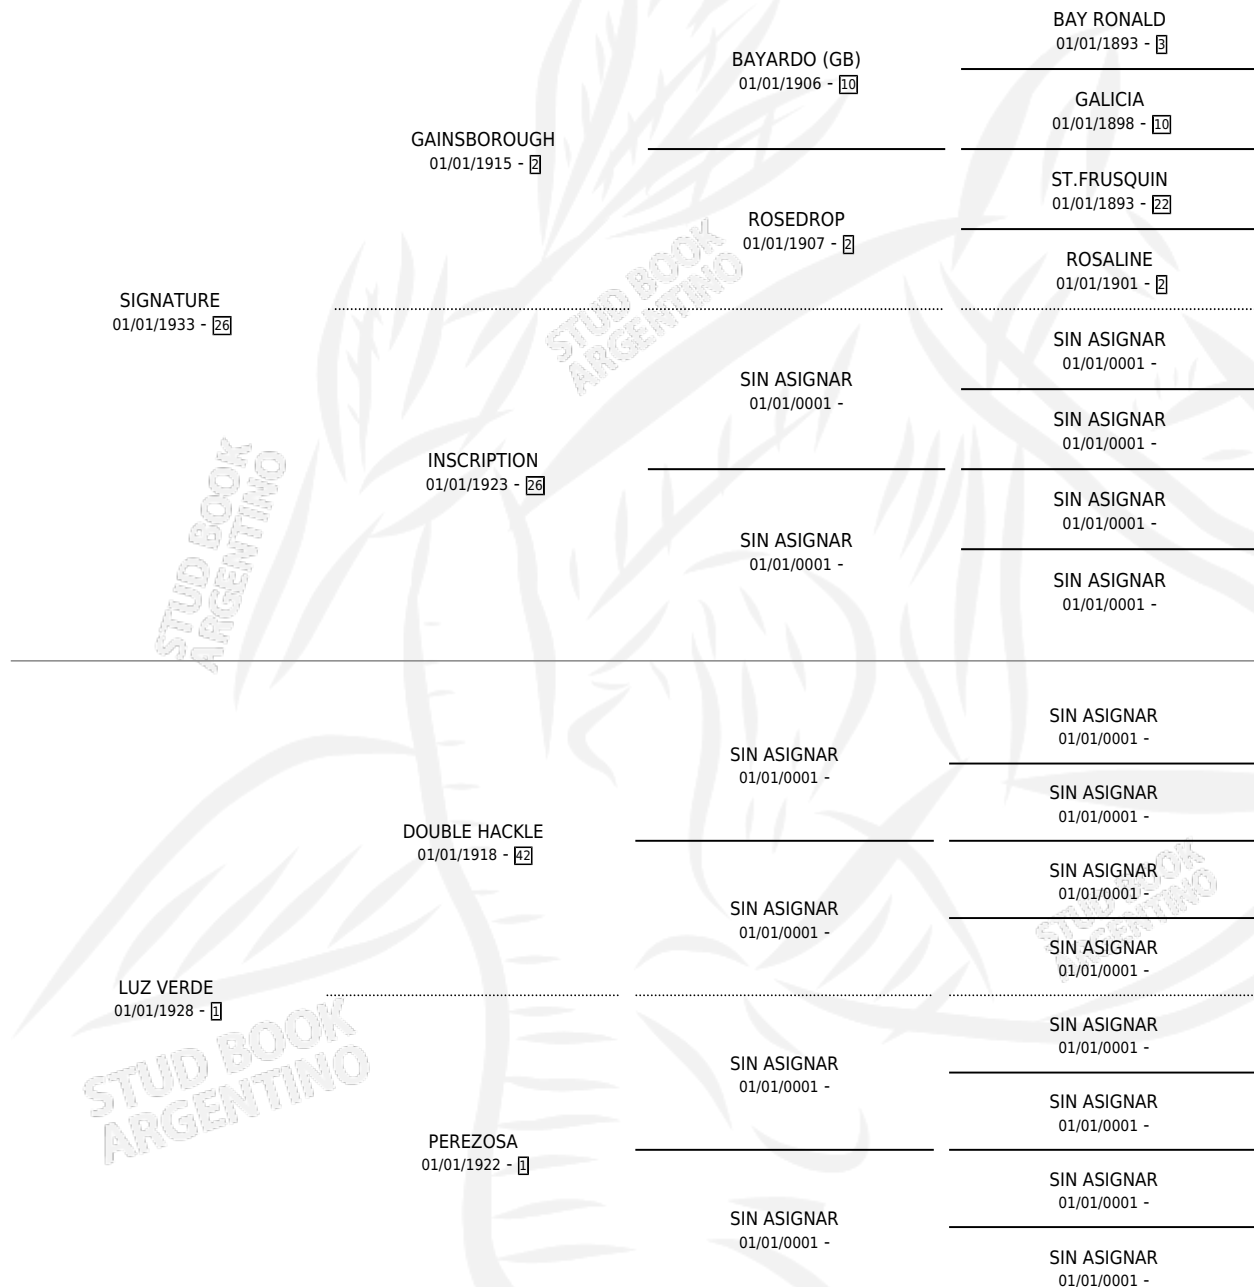 BAY RONALD
01/01/1893 - 3
BAYARDO (GB)
01/01/1906 - 10
GALICIA
01/01/1898 - 10
GAINSBOROUGH
01/01/1915 - 2
ST.FRUSQUIN
01/01/1893 - 22
ROSEDROP
01/01/1907 - 2
ROSALINE
01/01/1901 - 2
SIGNATURE
01/01/1933 - 26
SIN ASIGNAR
01/01/0001 -
SIN ASIGNAR
01/01/0001 -
SIN ASIGNAR
01/01/0001 -
INSCRIPTION
01/01/1923 - 26
SIN ASIGNAR
01/01/0001 -
SIN ASIGNAR
01/01/0001 -
SIN ASIGNAR
01/01/0001 -
STUD BOOK
ARGENTINO
STUD BOOK
ARGENTINO
SIN ASIGNAR
01/01/0001 -
SIN ASIGNAR
01/01/0001 -
SIN ASIGNAR
01/01/0001 -
DOUBLE HACKLE
01/01/1918 - 42
SIN ASIGNAR
01/01/0001 -
SIN ASIGNAR
01/01/0001 -
SIN ASIGNAR
01/01/0001 -
STUD BOOK
ARGENTINO
LUZ VERDE
01/01/1928 - 1
SIN ASIGNAR
01/01/0001 -
SIN ASIGNAR
01/01/0001 -
SIN ASIGNAR
01/01/0001 -
STUD BOOK
ARGENTINO
PEREZOSA
01/01/1922 - 1
SIN ASIGNAR
01/01/0001 -
SIN ASIGNAR
01/01/0001 -
SIN ASIGNAR
01/01/0001 -